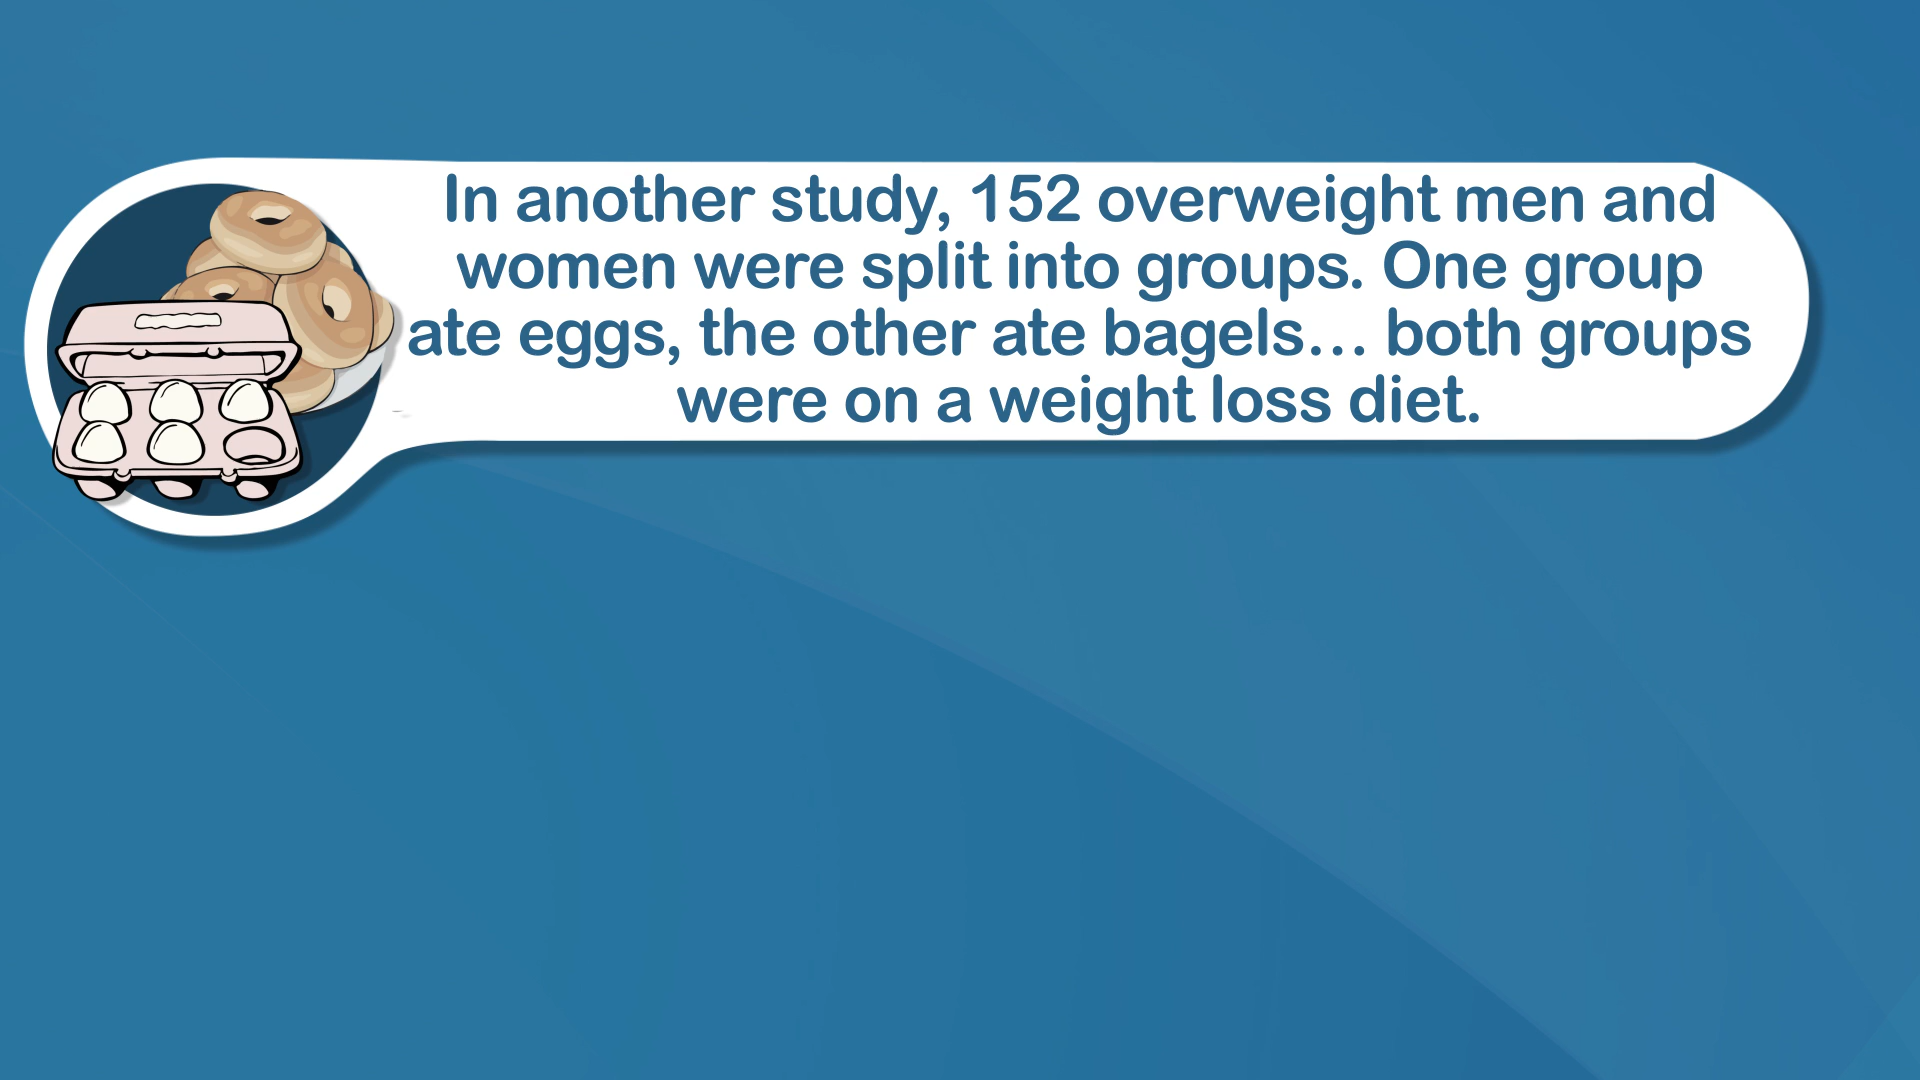 In another study, 152 overweight men and
women were split into groups. One group
ate eggs, the other ate bagels… both groups
were on a weight loss diet.